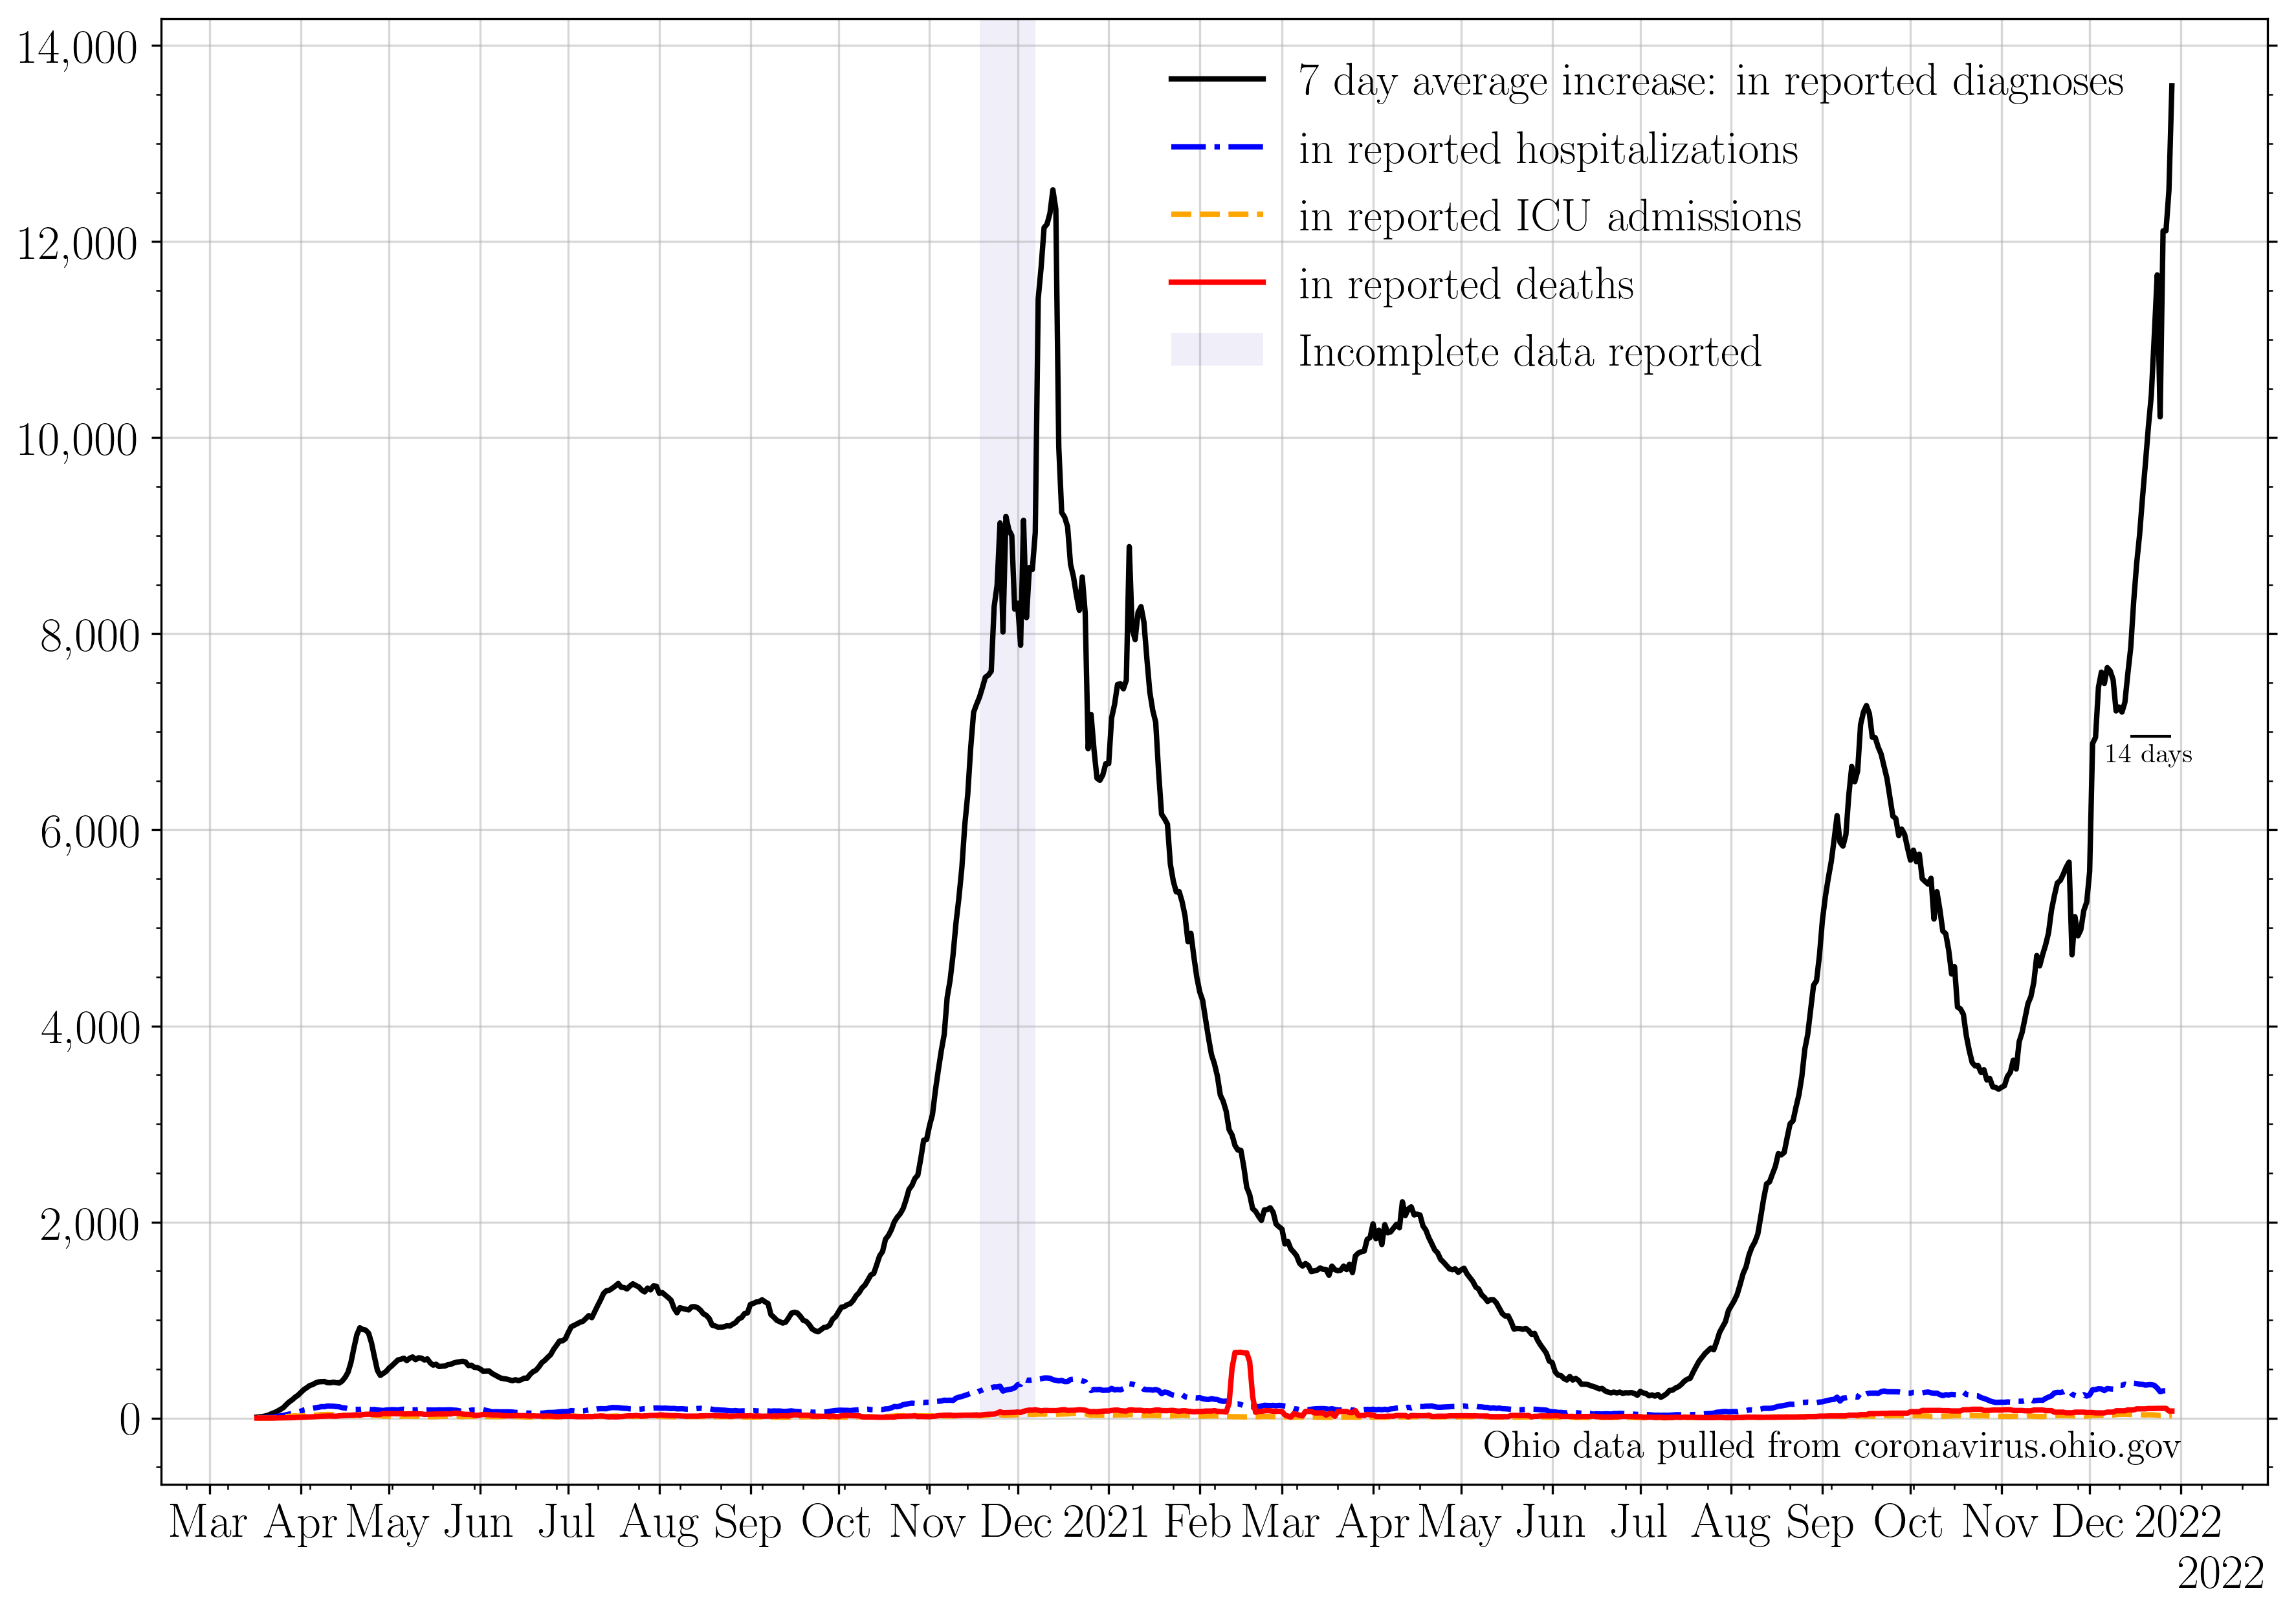 14,000
12,000
10,000
8,000
6,000
4,000
2,000
0
7 day average increase: in reported diagnoses
in reported hospitalizations
in reported ICU admissions
in reported deaths
Incomplete data reported
14 days
Ohio data pulled from coronavirus.ohio.gov
Mar Apr May Jun Jul Aug Sep Oct Nov Dec 2021 Feb Mar Apr May Jun Jul Aug Sep Oct Nov Dec 2022
2022